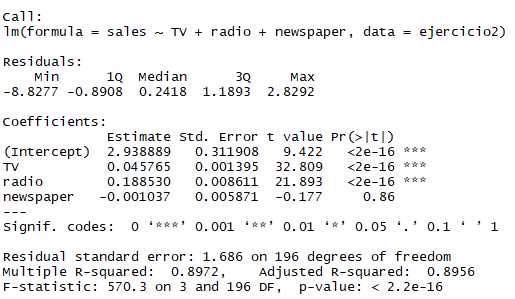 Call:
lm(formula = sales ~ TV + radio + newspaper, data = ejercicio2)
Residuals:
    Min      1Q  Median      3Q     Max
-8.8277 -0.8908  0.2418  1.1893  2.8292
Coefficients:
             Estimate Std. Error t value Pr(>|t|)
(Intercept)  2.938889   0.311908   9.422   <2e-16 ***
TV           0.045765   0.001395  32.809   <2e-16 ***
radio        0.188530   0.008611  21.893   <2e-16 ***
newspaper   -0.001037   0.005871  -0.177     0.86
---
Signif. codes:  0 ‘***’ 0.001 ‘**’ 0.01 ‘*’ 0.05 ‘.’ 0.1 ‘ ’ 1
Residual standard error: 1.686 on 196 degrees of freedom
Multiple R-squared:  0.8972,    Adjusted R-squared:  0.8956
F-statistic: 570.3 on 3 and 196 DF,  p-value: < 2.2e-16